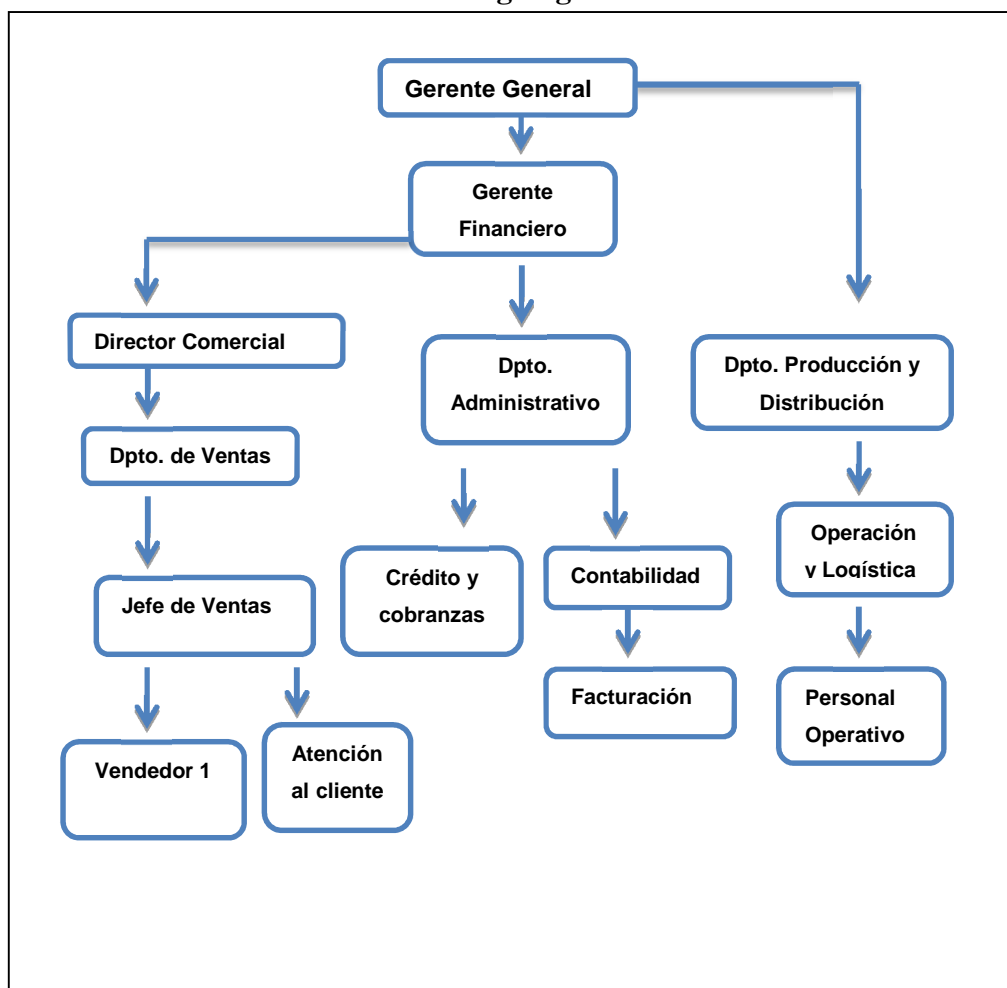 Gerente General
Gerente
Financiero
Director Comercial
Dpto.
Administrativo
Dpto. Producción y
Distribución
Dpto. de Ventas
Operación
y Logística
Crédito y
cobranzas
Contabilidad
Jefe de Ventas
Facturación
Personal
Operativo
Vendedor 1
Atención
al cliente